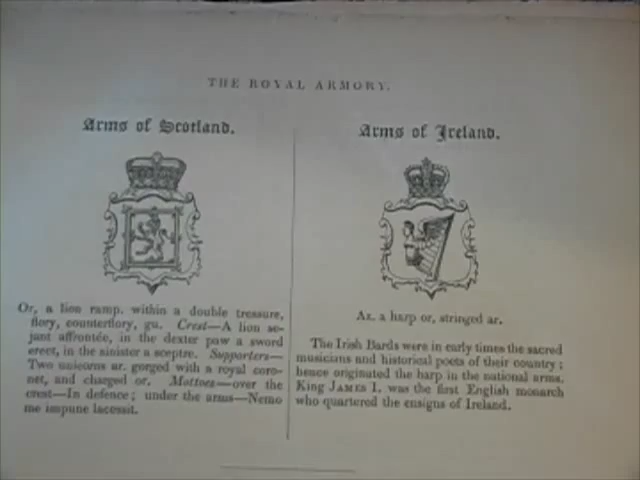 THE ROYAL ARMORY.
Arms of Scotland.
Or, a lion ramp. within a double tressure,
flory, counterflory, gu. Crest—A lion se-
jant affrontée, in the dexter paw a sword
erect, in the sinister a sceptre. Supporters—
Two unicorns ar. gorged with a royal coro-
net, and charged or. Mottoes—over the
crest—In defence; under the arms—Nemo
me impune lacessit.
Arms of Ireland.
Az. a harp or, stringed ar.
The Irish Bards were in early times the sacred
musicians and historical poets of their country;
hence originated the harp in the national arms.
King JAMES I. was the first English monarch
who quartered the ensigns of Ireland.